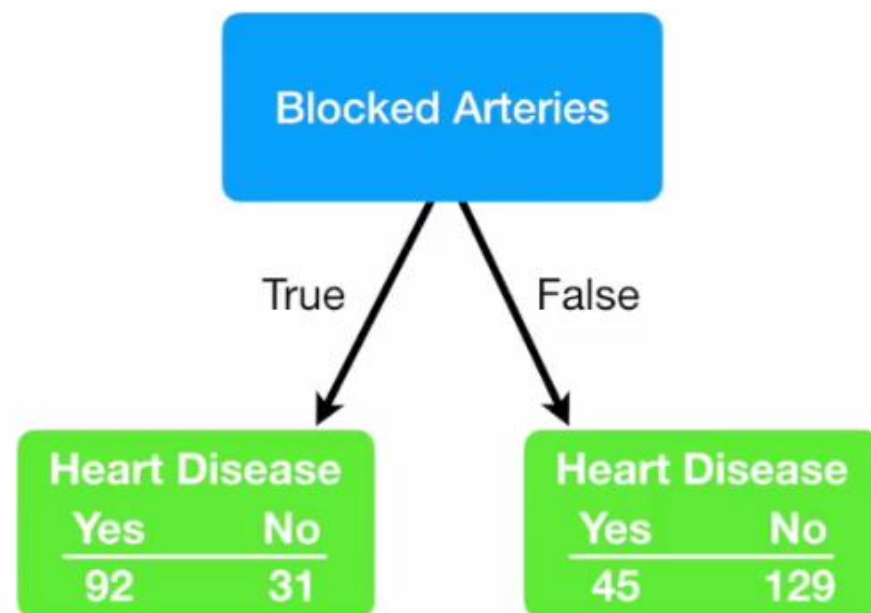 Blocked Arteries
True
False
Heart Disease
Yes No
92 31
Heart Disease
Yes No
45 129